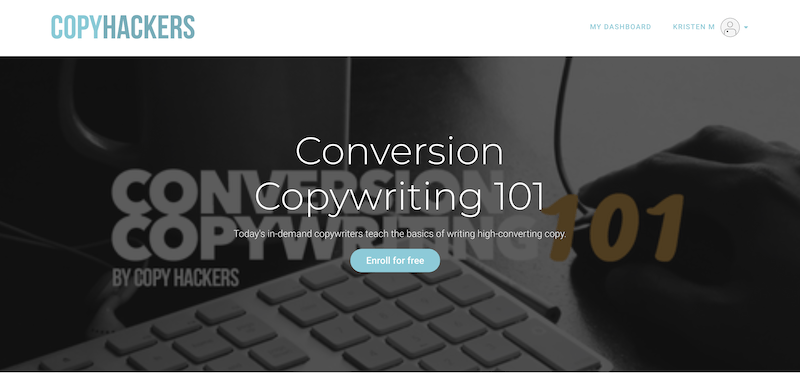 COPYHACKERS
MY DASHBOARD
KRISTEN M
Conversion
Copywriting 101
CONVERSION
COPYWRITING 101
BY COPY HACKERS
Today's in-demand copywriters teach the basics of writing high-converting copy.
Enroll for free